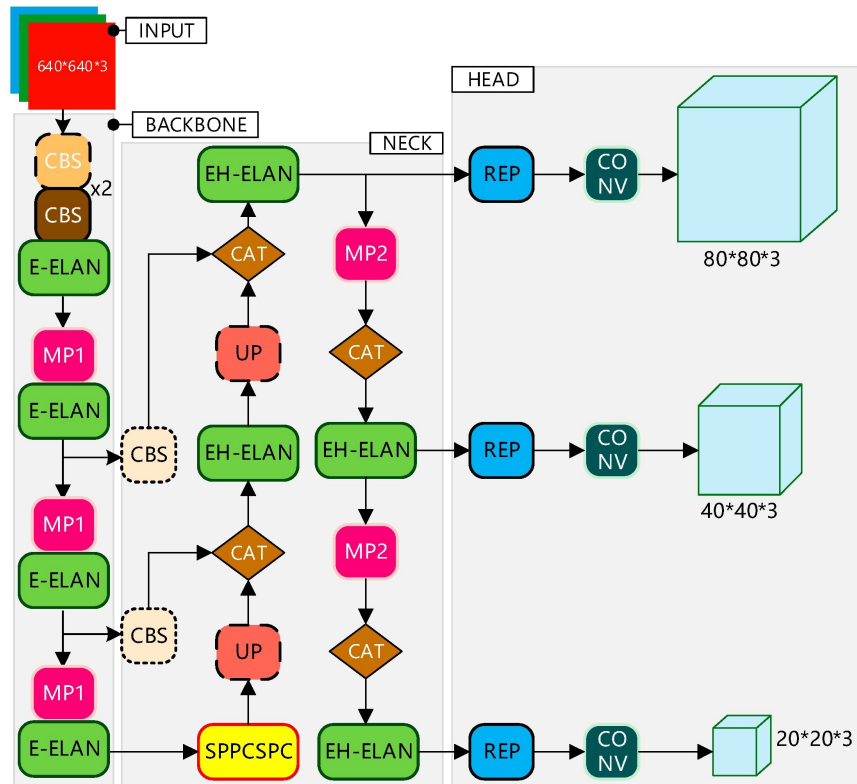 INPUT
640*640*3
BACKBONE
CBS
x2
CBS
E-ELAN
MP1
E-ELAN
MP1
E-ELAN
MP1
E-ELAN
CBS
CBS
NECK
EH-ELAN
CAT
UP
EH-ELAN
CAT
UP
SPPCSPC
MP2
CAT
EH-ELAN
MP2
CAT
EH-ELAN
HEAD
REP
CO
NV
80*80*3
REP
CO
NV
40*40*3
REP
CO
NV
20*20*3